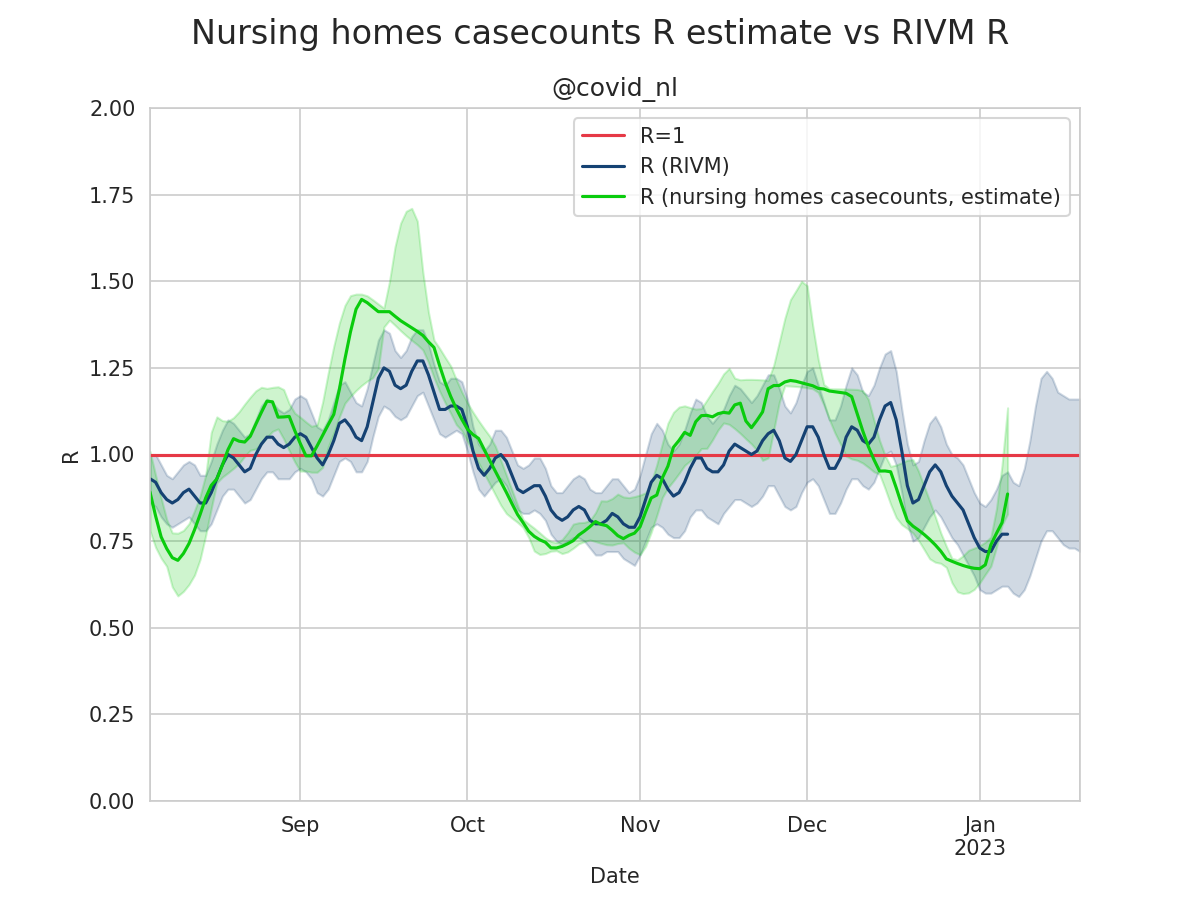 Nursing homes casecounts R estimate vs RIVM R
@covid_nl
2.00
1.75
1.50
1.25
1.00
0.75
0.50
0.25
0.00
R
R=1
R (RIVM)
R (nursing homes casecounts, estimate)
Sep
Oct
Nov
Dec
Jan
2023
Date